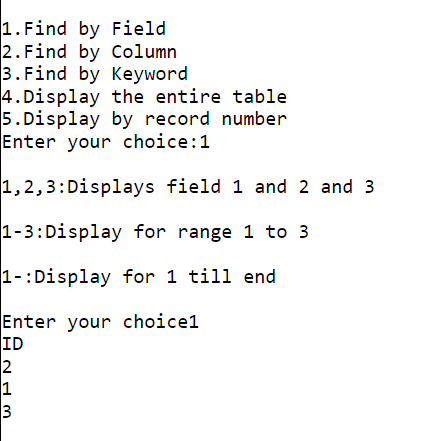 1.Find by Field
2.Find by Column
3.Find by Keyword
4.Display the entire table
5.Display by record number
Enter your choice:1
1,2,3:Displays field 1 and 2 and 3
1-3:Display for range 1 to 3
1-:Display for 1 till end
Enter your choice1
ID
2
1
3